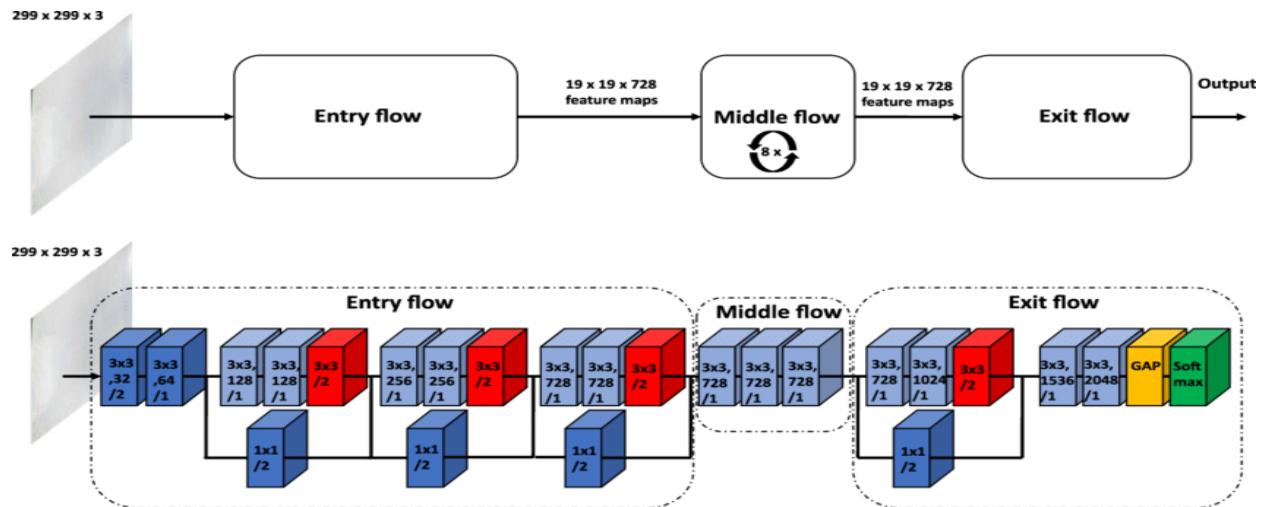 299 x 299 x 3
Entry flow
19 x 19 x 728
feature maps
Middle flow
8 x
19 x 19 x 728
feature maps
Exit flow
Output
299 x 299 x 3
Entry flow
3x3
,32
/2
3x3
,64
/1
3x3,
128
/1
3x3,
128
/1
3x3
/2
3x3,
256
/1
3x3,
256
/1
3x3
/2
3x3,
728
/1
3x3,
728
/1
3x3
/2
1x1
/2
1x1
/2
1x1
/2
Middle flow
3x3,
728
/1
3x3,
728
/1
3x3,
728
/1
Exit flow
3x3,
728
/1
3x3,
1024
/1
3x3
/2
1x1
/2
3x3,
1536
/1
3x3,
2048
/1
GAP
Soft
max